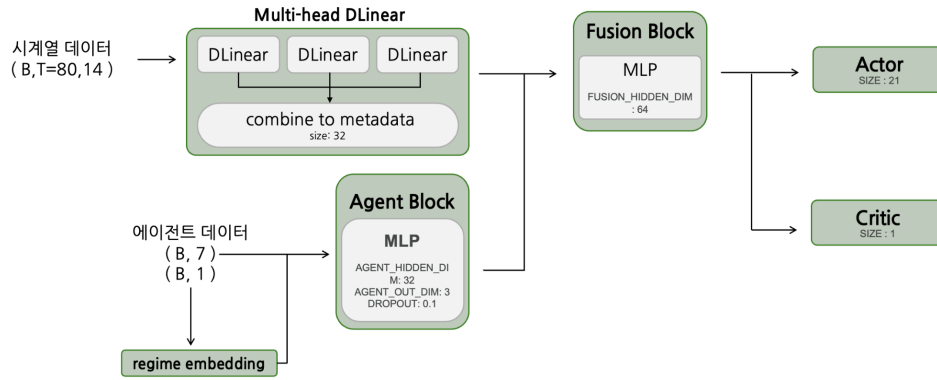 Multi-head DLinear
시계열 데이터
( B,T=80,14 )
DLinear
DLinear
DLinear
combine to metadata
size: 32
Fusion Block
MLP
FUSION_HIDDEN_DIM
: 64
Actor
SIZE : 21
Critic
SIZE : 1
Agent Block
MLP
AGENT_HIDDEN_DI
M: 32
AGENT_OUT_DIM: 3
DROPOUT: 0.1
에이전트 데이터
( B, 7 )
( B, 1 )
regime embedding